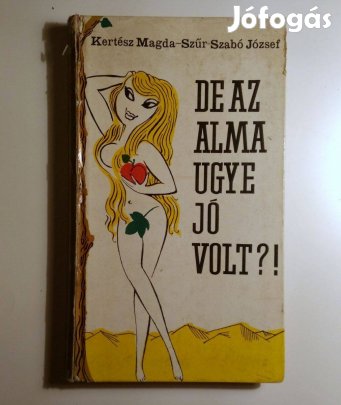 Jófogás
Kertész Magda-Szűr Szabó József
DE AZ
ALMA
UGYE
JÓ
VOLT?!